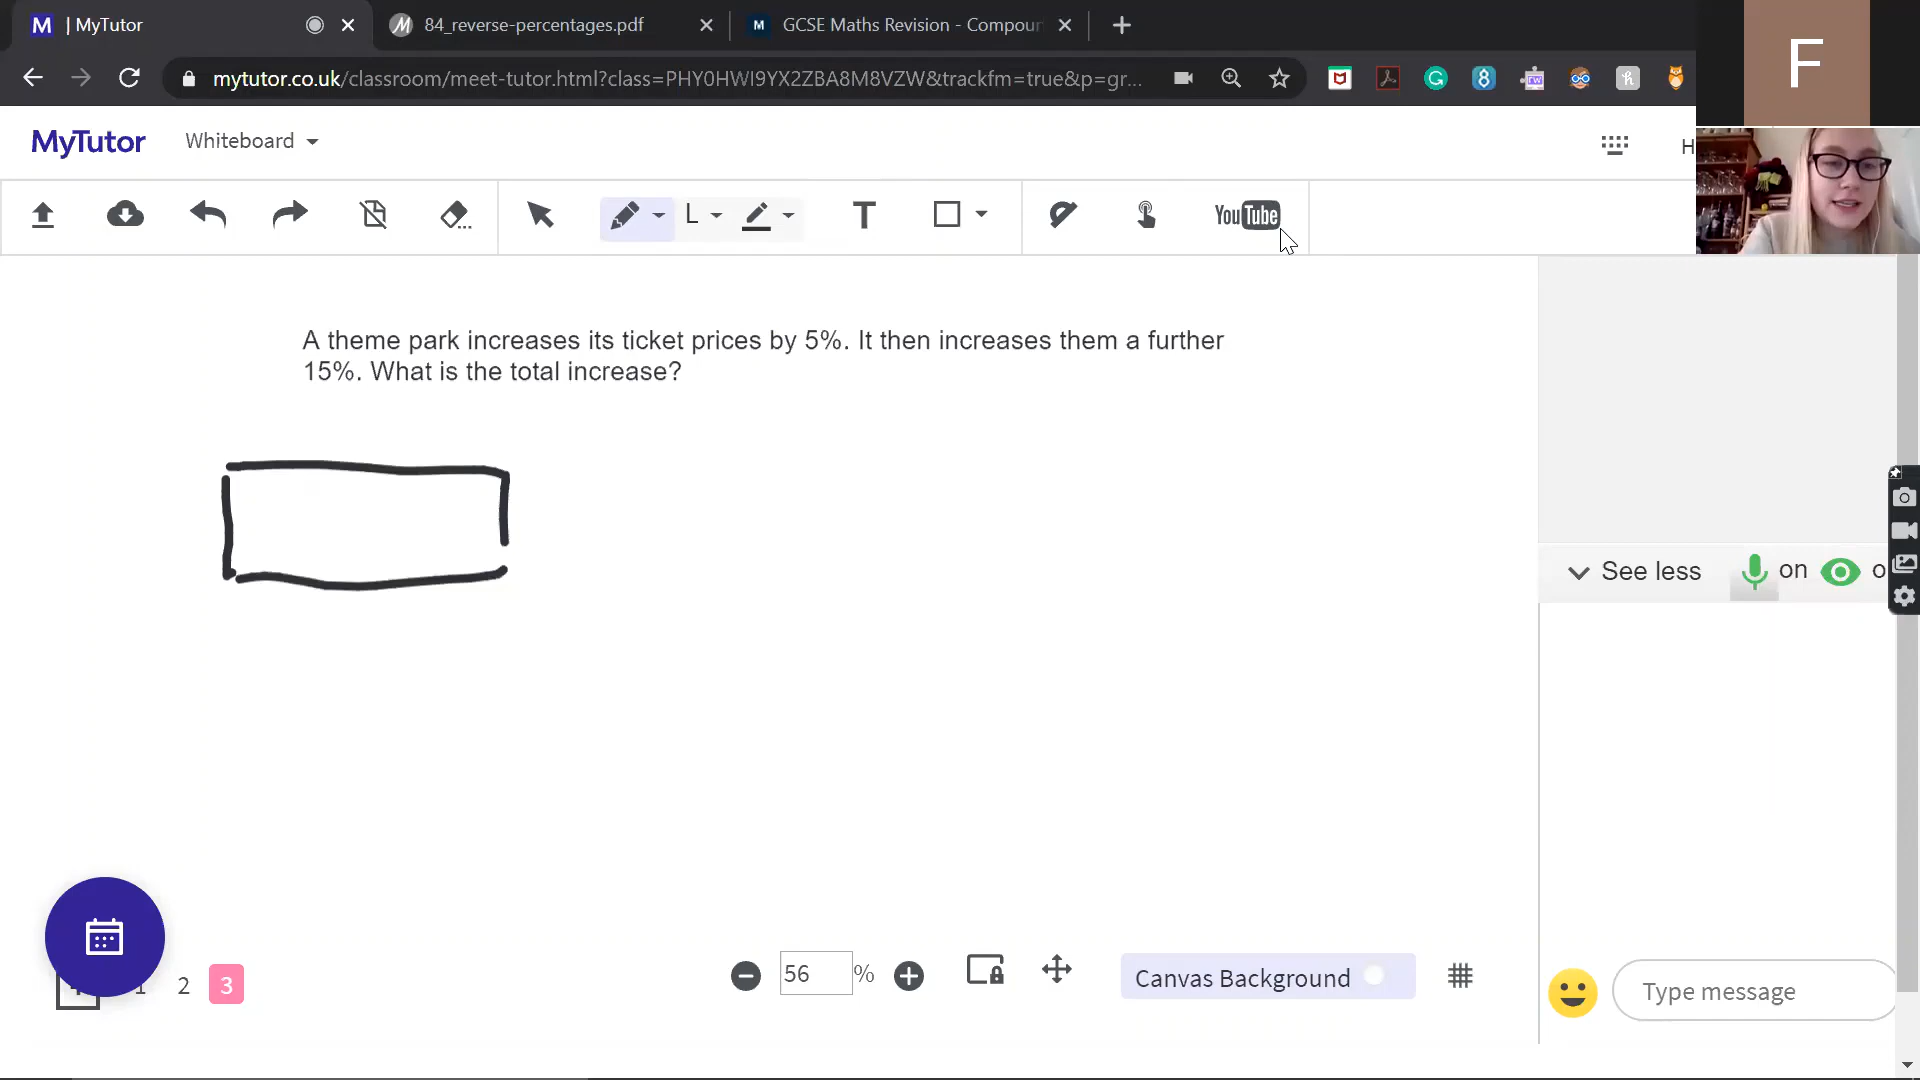 M | MyTutor
84_reverse-percentages.pdf
M GCSE Maths Revision - Compour
mytutor.co.uk/classroom/meet-tutor.html?class=PHY0HWI9YX2ZBA8M8VZW&trackfm=true&p=gr...
F
MyTutor
Whiteboard
H
L
T
YouTube
A theme park increases its ticket prices by 5%. It then increases them a further
15%. What is the total increase?
See less
on
o
1
2
3
56
%
Canvas Background
Type message